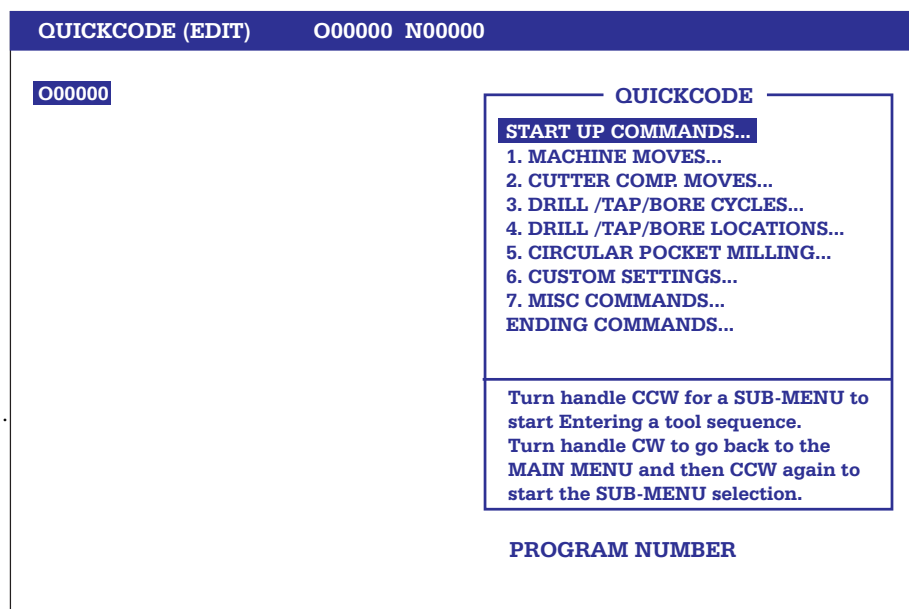 QUICKCODE (EDIT) O00000 N00000
O00000
QUICKCODE
START UP COMMANDS...
1. MACHINE MOVES...
2. CUTTER COMP. MOVES...
3. DRILL /TAP/BORE CYCLES...
4. DRILL /TAP/BORE LOCATIONS...
5. CIRCULAR POCKET MILLING...
6. CUSTOM SETTINGS...
7. MISC COMMANDS...
ENDING COMMANDS...
Turn handle CCW for a SUB-MENU to
start Entering a tool sequence.
Turn handle CW to go back to the
MAIN MENU and then CCW again to
start the SUB-MENU selection.
PROGRAM NUMBER